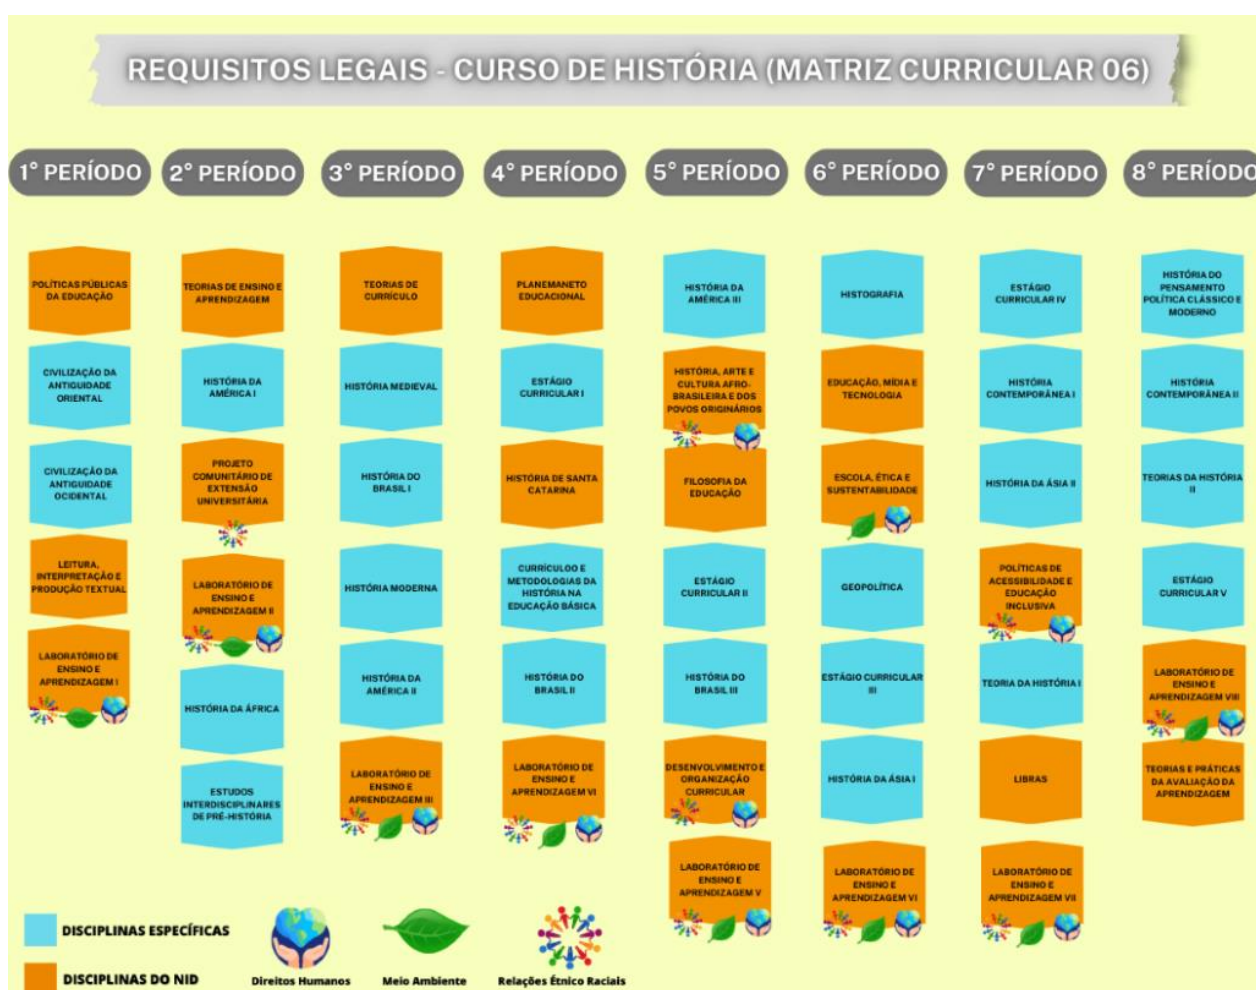 REQUISITOS LEGAIS - CURSO DE HISTÓRIA (MATRIZ CURRICULAR 06)
1° PERÍODO
2° PERÍODO
3° PERÍODO
4° PERÍODO
5° PERÍODO
6° PERÍODO
7° PERÍODO
8° PERÍODO
POLÍTICAS PÚBLICAS
DA EDUCAÇÃO
CIVILIZAÇÃO DA
ANTIGUIDADE
ORIENTAL
CIVILIZAÇÃO DA
ANTIGUIDADE
OCIDENTAL
LEITURA,
INTERPRETAÇÃO E
PRODUÇÃO TEXTUAL
LABORATÓRIO DE
ENSINO E
APRENDIZAGEM I
TEORIAS DE ENSINO E
APRENDIZAGEM
HISTÓRIA DA
AMÉRICA I
PROJETO
COMUNITÁRIO DE
EXTENSÃO
UNIVERSITÁRIA
LABORATÓRIO DE
ENSINO E
APRENDIZAGEM II
HISTÓRIA DA ÁFRICA
ESTUDOS
INTERDISCIPLINARES
DE PRÉ-HISTÓRIA
TEORIAS DE
CURRÍCULO
HISTÓRIA MEDIEVAL
HISTÓRIA DO
BRASIL I
HISTÓRIA MODERNA
HISTÓRIA DA
AMÉRICA II
LABORATÓRIO DE
ENSINO E
APRENDIZAGEM III
PLANEMANETO
EDUCACIONAL
ESTÁGIO
CURRICULAR I
HISTÓRIA DE SANTA
CATARINA
CURRÍCULOO E
METODOLOGIAS DA
HISTÓRIA NA
EDUCAÇÃO BÁSICA
HISTÓRIA DO
BRASIL II
LABORATÓRIO DE
ENSINO E
APRENDIZAGEM VI
HISTÓRIA DA
AMÉRICA III
HISTÓRIA, ARTE E
CULTURA AFRO-
BRASILEIRA E DOS
POVOS ORIGINÁRIOS
FILOSOFIA DA
EDUCAÇÃO
ESTÁGIO
CURRICULAR II
HISTÓRIA DO
BRASIL III
DESENVOLVIMENTO E
ORGANIZAÇÃO
CURRICULAR
LABORATÓRIO DE
ENSINO E
APRENDIZAGEM V
HISTOGRAFIA
EDUCAÇÃO, MÍDIA E
TECNOLOGIA
ESCOLA, ÉTICA E
SUSTENTABILIDADE
GEOPOLÍTICA
ESTÁGIO CURRICULAR
III
HISTÓRIA DA ÁSIA I
LABORATÓRIO DE
ENSINO E
APRENDIZAGEM VI
ESTÁGIO
CURRICULAR IV
HISTÓRIA
CONTEMPORÂNEA I
HISTÓRIA DA ÁSIA II
POLÍTICAS DE
ACESSIBILIDADE E
EDUCAÇÃO
INCLUSIVA
TEORIA DA HISTÓRIA I
LIBRAS
LABORATÓRIO DE
ENSINO E
APRENDIZAGEM VII
HISTÓRIA DO
PENSAMENTO
POLÍTICA CLÁSSICO E
MODERNO
HISTÓRIA
CONTEMPORÂNEA II
TEORIAS DA HISTÓRIA
II
ESTÁGIO
CURRICULAR V
LABORATÓRIO DE
ENSINO E
APRENDIZAGEM VIII
TEORIAS E PRÁTICAS
DA AVALIAÇÃO DA
APRENDIZAGEM
DISCIPLINAS ESPECÍFICAS
DISCIPLINAS DO NID
Direitos Humanos
Meio Ambiente
Relações Étnico Raciais